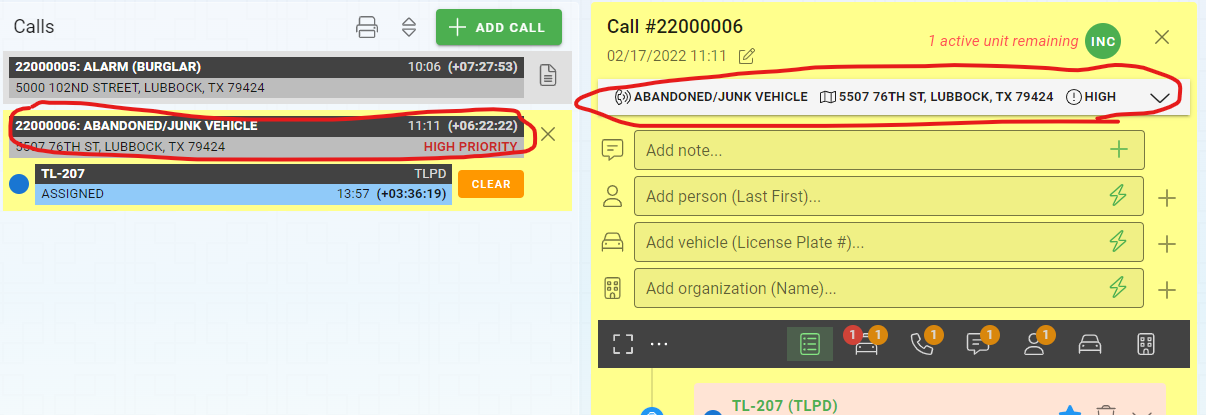 Calls
ADD CALL
22000005: ALARM (BURGLAR) 10:06 (+07:27:53)
5000 102ND STREET, LUBBOCK, TX 79424
22000006: ABANDONED/JUNK VEHICLE 11:11 (+06:22:22)
5507 76TH ST, LUBBOCK, TX 79424 HIGH PRIORITY
TL-207 TLPD
ASSIGNED 13:57 (+03:36:19)
CLEAR
Call #22000006
02/17/2022 11:11
1 active unit remaining
INC
ABANDONED/JUNK VEHICLE 5507 76TH ST, LUBBOCK, TX 79424 HIGH
Add note...
Add person (Last First)...
Add vehicle (License Plate #)...
Add organization (Name)...
1 1 1 1 1
TL-207 (TLPD)